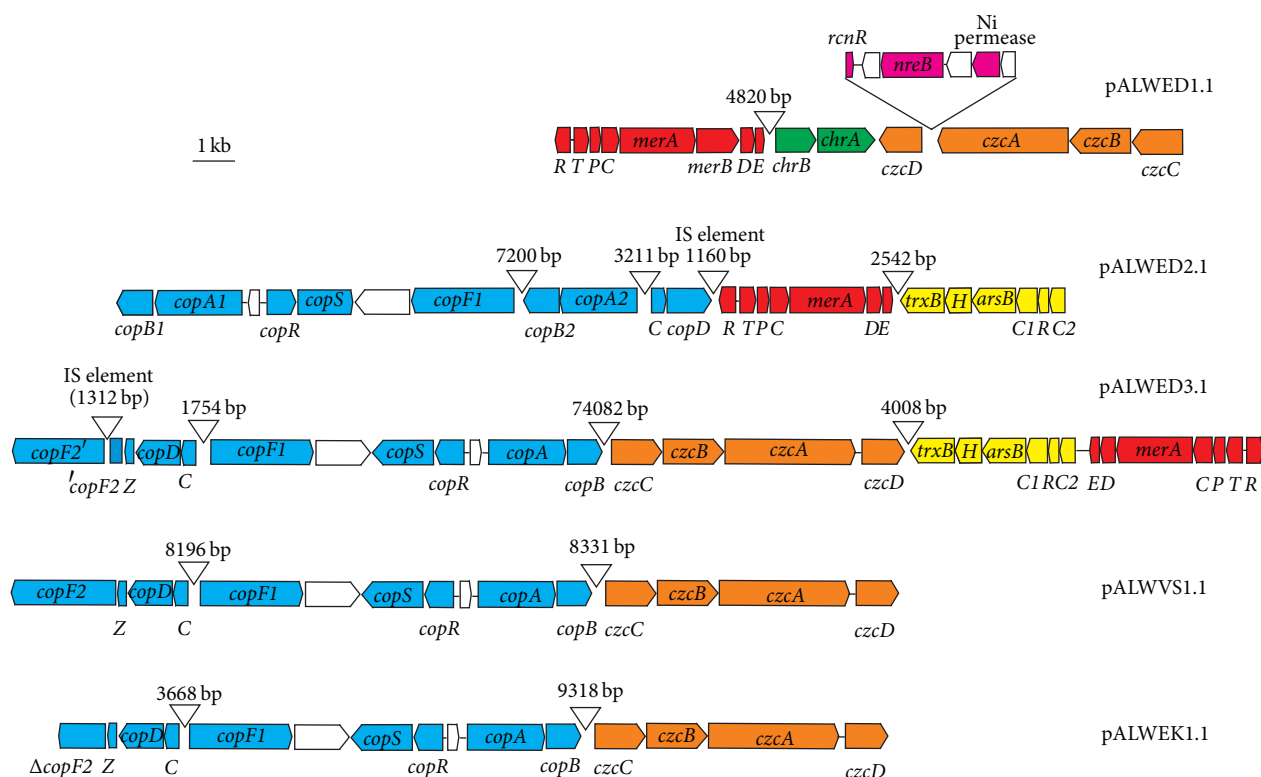 rcnR
Ni
permease
nreB
pALWED1.1
4820 bp
1 kb
merA chrA czcA czcB
R T PC merB DE chrB czcD czcC
IS element
7200 bp 3211 bp 1160 bp 2542 bp
pALWED2.1
copA1 copS copF1 copA2 merA trxB H arsB
copB1 copR copB2 C copD R T P C DE C1 R C2
IS element
(1312 bp)
1754 bp 74082 bp 4008 bp
pALWED3.1
copF2′ copD copF1 copS copA czcB czcA trxB H arsB merA
′copF2 Z C copR copB czcC czcD C1 R C2 ED C P T R
8196 bp 8331 bp
pALWVS1.1
copF2 copD copF1 copS copA czcB czcA
Z C copR copB czcC czcD
3668 bp 9318 bp
pALWEK1.1
copD copF1 copS copA czcB czcA
ΔcopF2 Z C copR copB czcC czcD